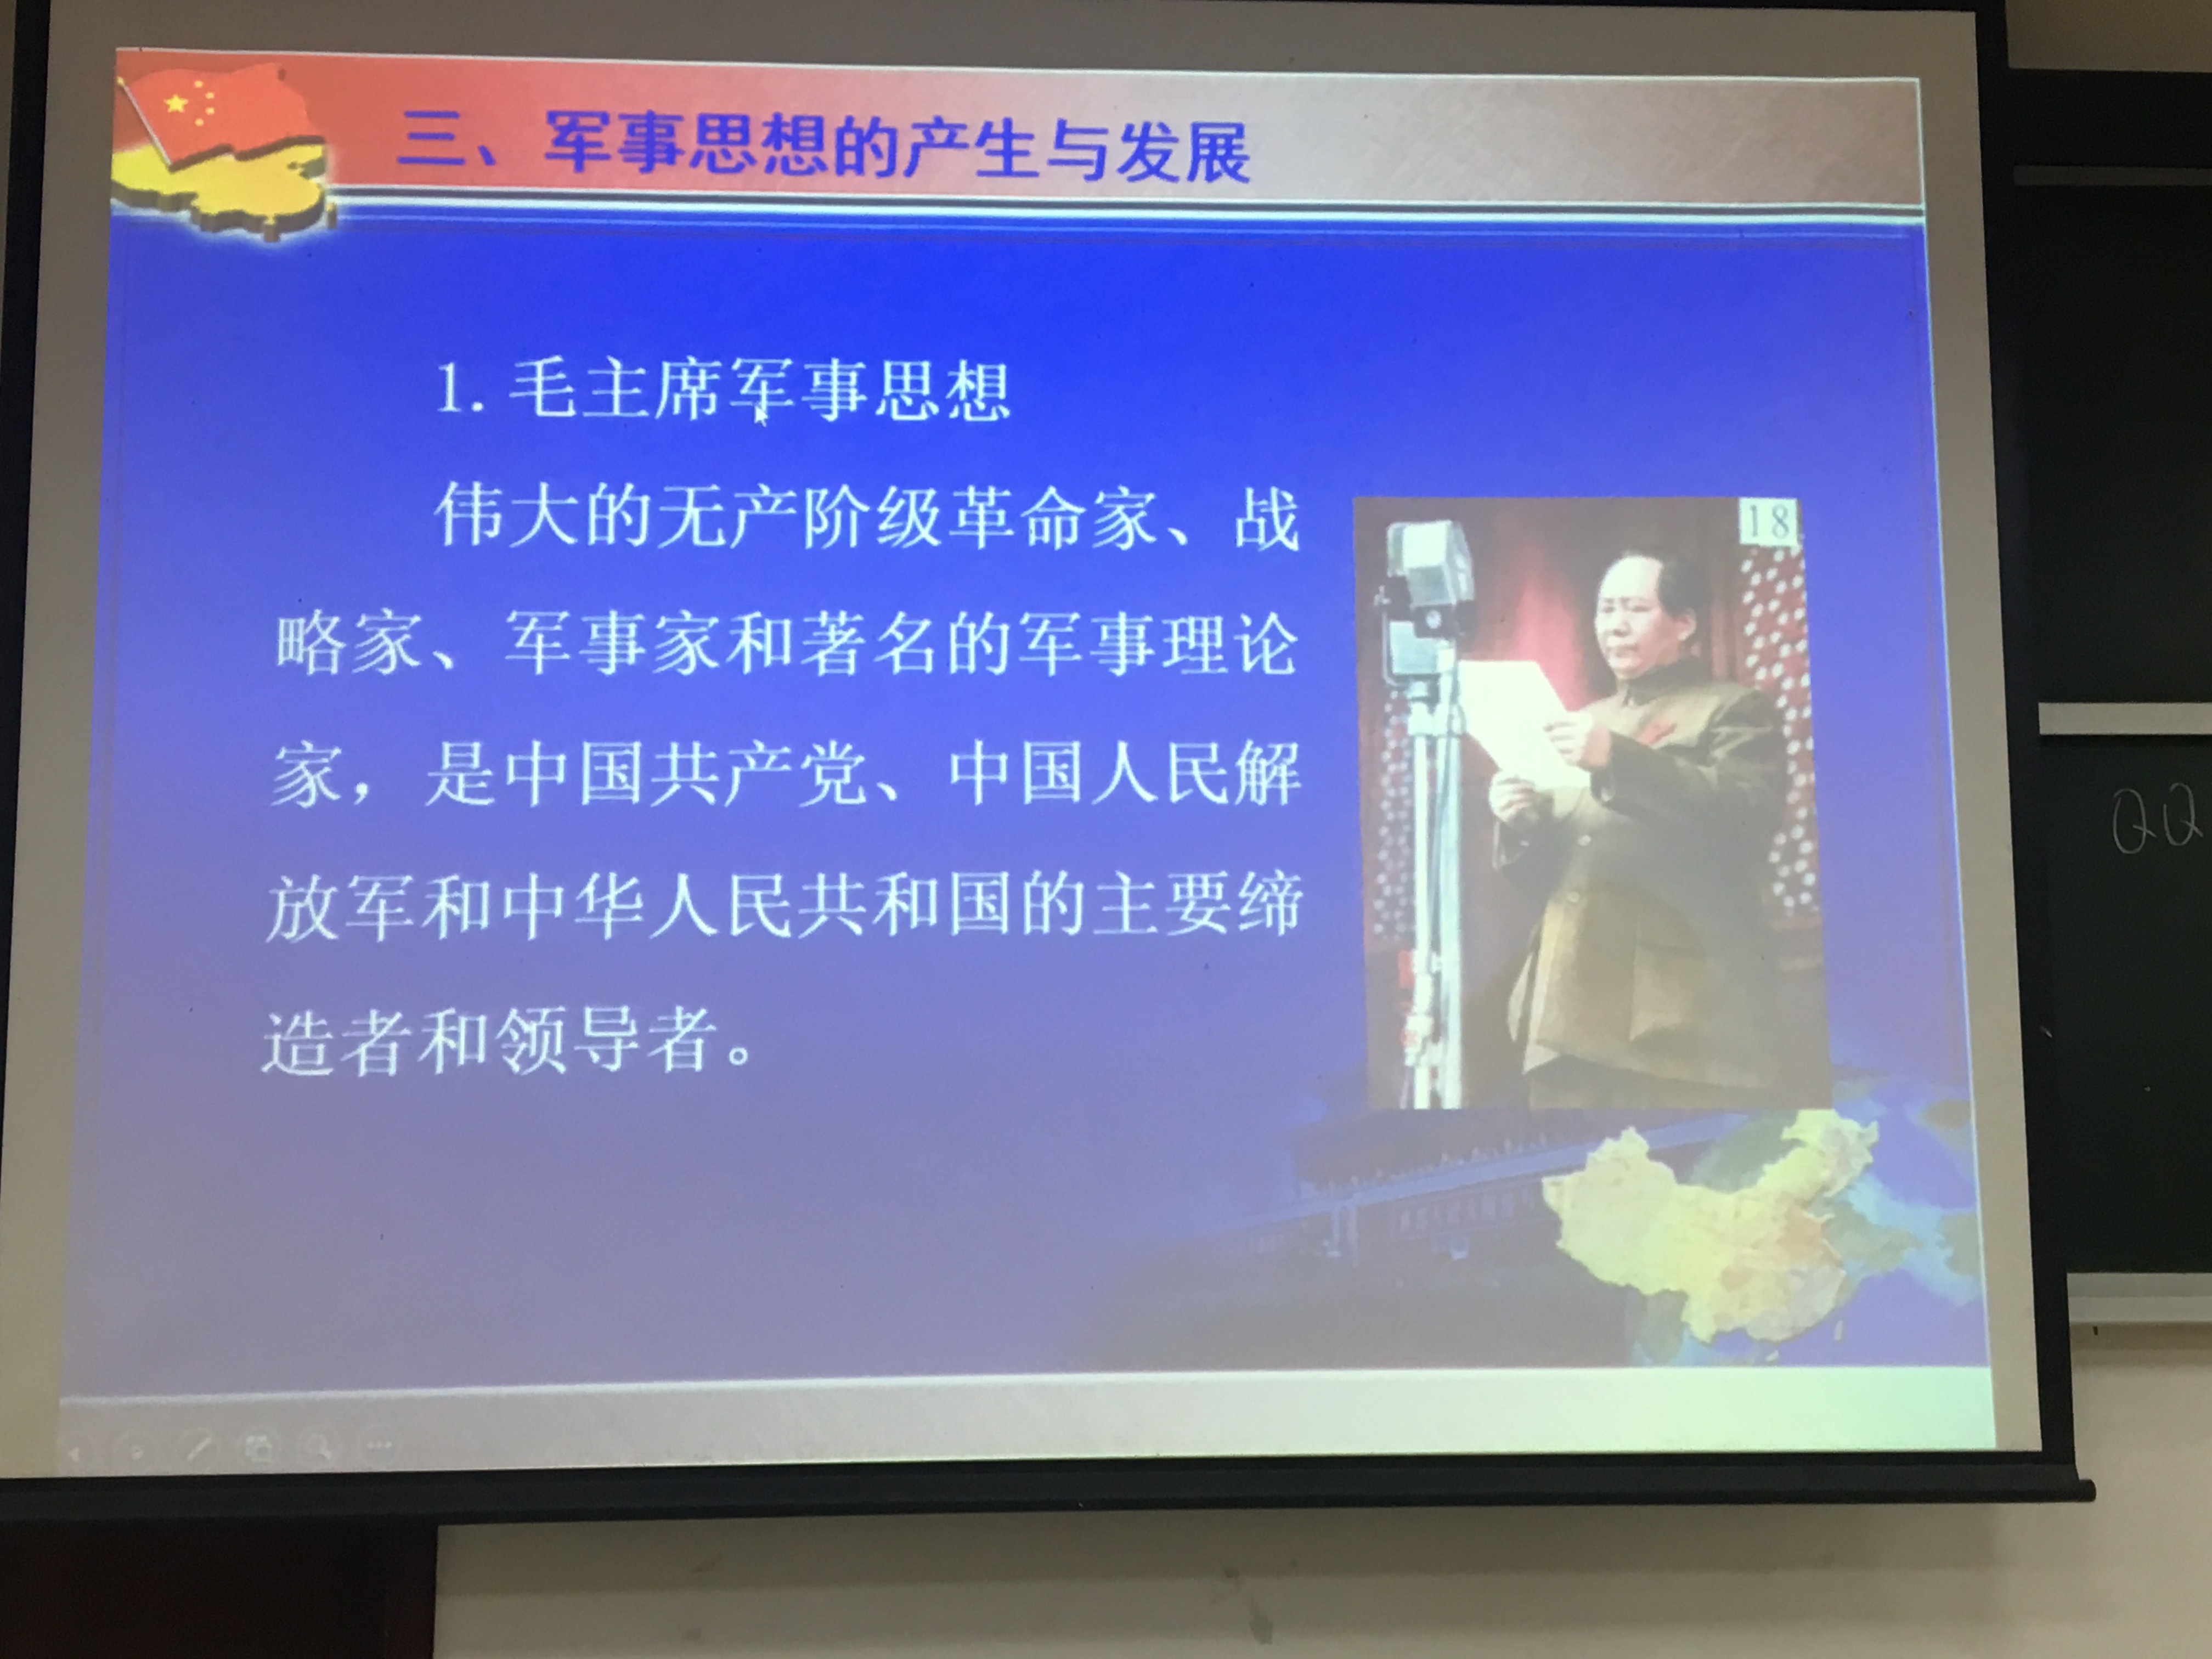 三、军事思想的产生与发展
1.毛主席军事思想
伟大的无产阶级革命家、战
略家、军事家和著名的军事理论
家，是中国共产党、中国人民解
放军和中华人民共和国的主要缔
造者和领导者。
18
QQ